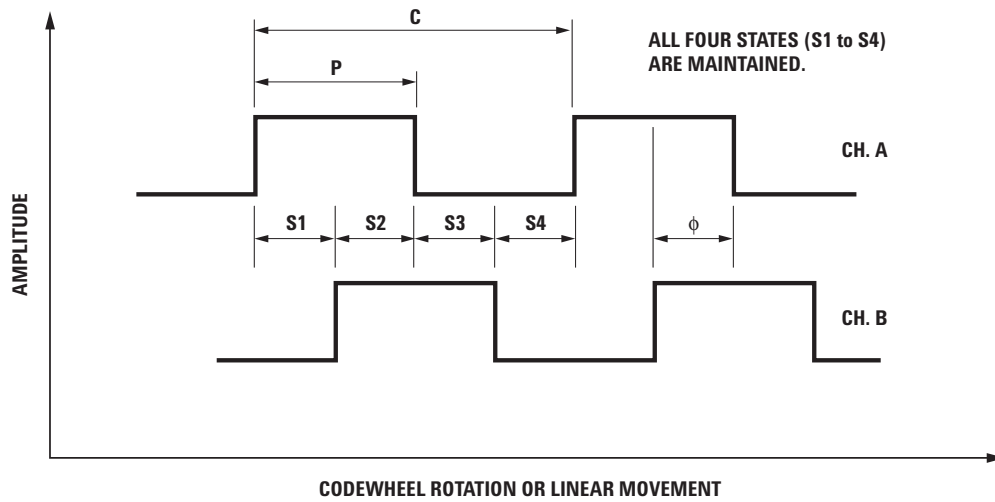 C
ALL FOUR STATES (S1 to S4)
ARE MAINTAINED.
P
CH. A
AMPLITUDE
S1 S2 S3 S4 ϕ
CH. B
CODEWHEEL ROTATION OR LINEAR MOVEMENT